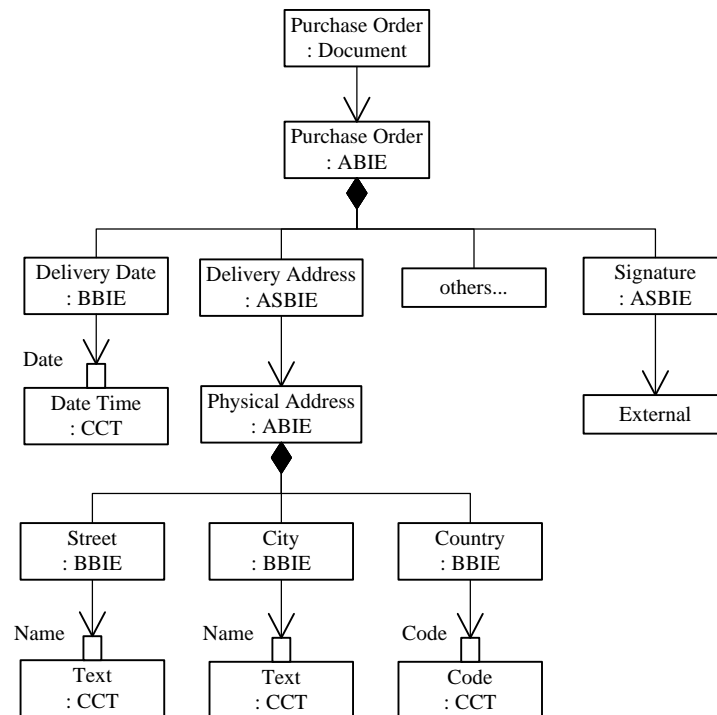 Purchase Order
: Document
Purchase Order
: ABIE
Delivery Date
: BBIE
Delivery Address
: ASBIE
others...
Signature
: ASBIE
Date
Date Time
: CCT
Physical Address
: ABIE
External
Street
: BBIE
City
: BBIE
Country
: BBIE
Name
Name
Code
Text
: CCT
Text
: CCT
Code
: CCT